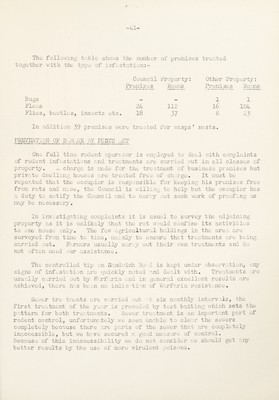 -41-
The following table shows the number of premises treated
together with the type of infestation:-
Council Property: Other Property:
Premises Rooms Premises Rooms
Bugs - - 1 1
Fleas 24 112 16 104
Flies, beetles, insects etc. 18 37 8 23
In addition 39 premises were treated for wasps' nests.
PREVENTION OF DAMAGE BY PESTS ACT
One full time rodent operator is employed to deal with complaints
of rodent infestations and treatments are carried out in all classes of
property. A charge is made for the treatment of business premises but
private dwelling houses are treated free of charge. It must be
repeated that the occupier is responsible for keeping his premises free
from rats and mice, the Council is willing to help but the occupier has
a duty to notify the Council and to carry out such work of proofing as
may be necessary.
In investigating complaints it is usual to survey the adjoining
property as it is unlikely that the rat would confine its activities
to one house only. The few agricultural holdings in the area are
surveyed from time to time, mainly to ensure that treatments are being
carried out. Farmers usually carry out their own treatments and do
not often need our assistance.
The controlled tip on Sandwich Road is kept under observation, any
signs of infestation are quickly noted and dealt with. Treatments are
usually carried out by Warfarin and in general excellent results are
achieved, there has been no indication of Warfarin resistance.
Sewer treatments are carried out at six monthly intervals, the
first treatment of the year is preceded by test baiting which sets the
pattern for both treatments. Sewer treatment is an important part of
rodent control, unfortunately we seem unable to clear the sewers
completely because there are parts of the sewer that are completely
inaccessible, but we have secured a good measure of control.
Because of this inaccessibility we do not consider we should get any
better results by the use of more virulent poisons.